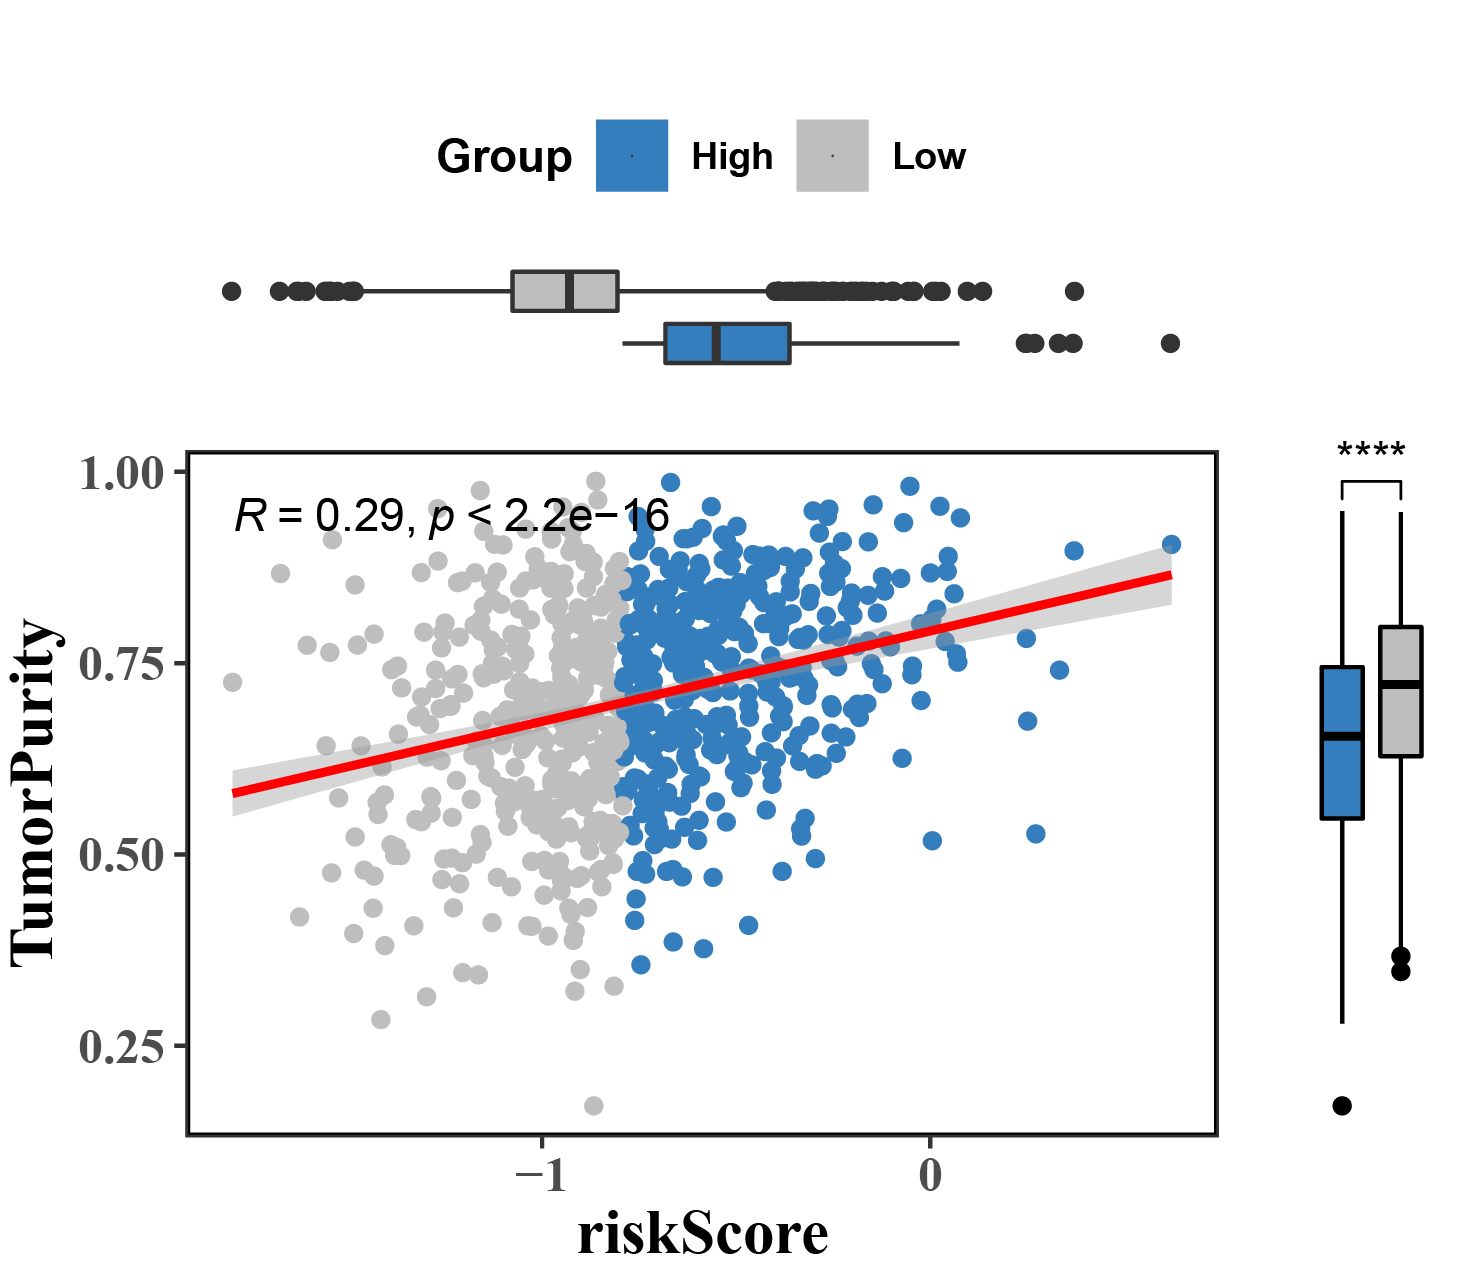 Group High Low
****
R = 0.29, p < 2.2e−16
1.00
0.75
0.50
0.25
TumorPurity
−1 0
riskScore